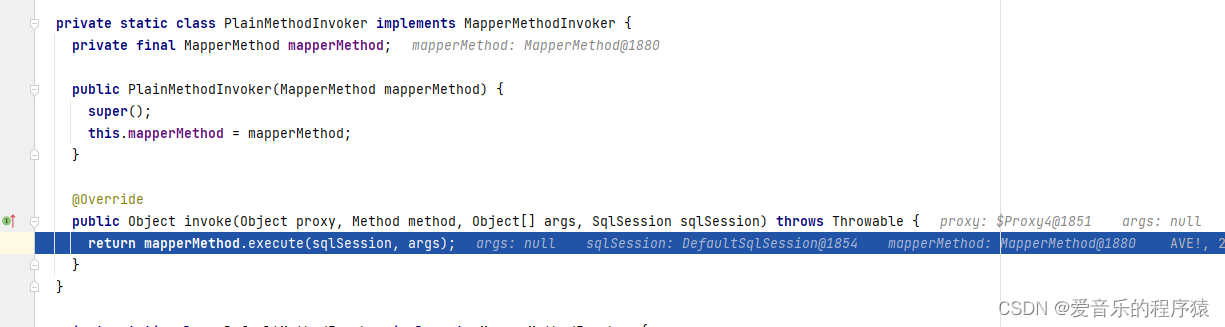 private static class PlainMethodInvoker implements MapperMethodInvoker {
private final MapperMethod mapperMethod; mapperMethod: MapperMethod@1880
public PlainMethodInvoker(MapperMethod mapperMethod) {
super();
this.mapperMethod = mapperMethod;
}
@Override
public Object invoke(Object proxy, Method method, Object[] args, SqlSession sqlSession) throws Throwable { proxy: $Proxy4@1851 args: null
return mapperMethod.execute(sqlSession, args); args: null sqlSession: DefaultSqlSession@1854 mapperMethod: MapperMethod@1880 AVE!, 2
}
}
CSDN @爱音乐的程序猿